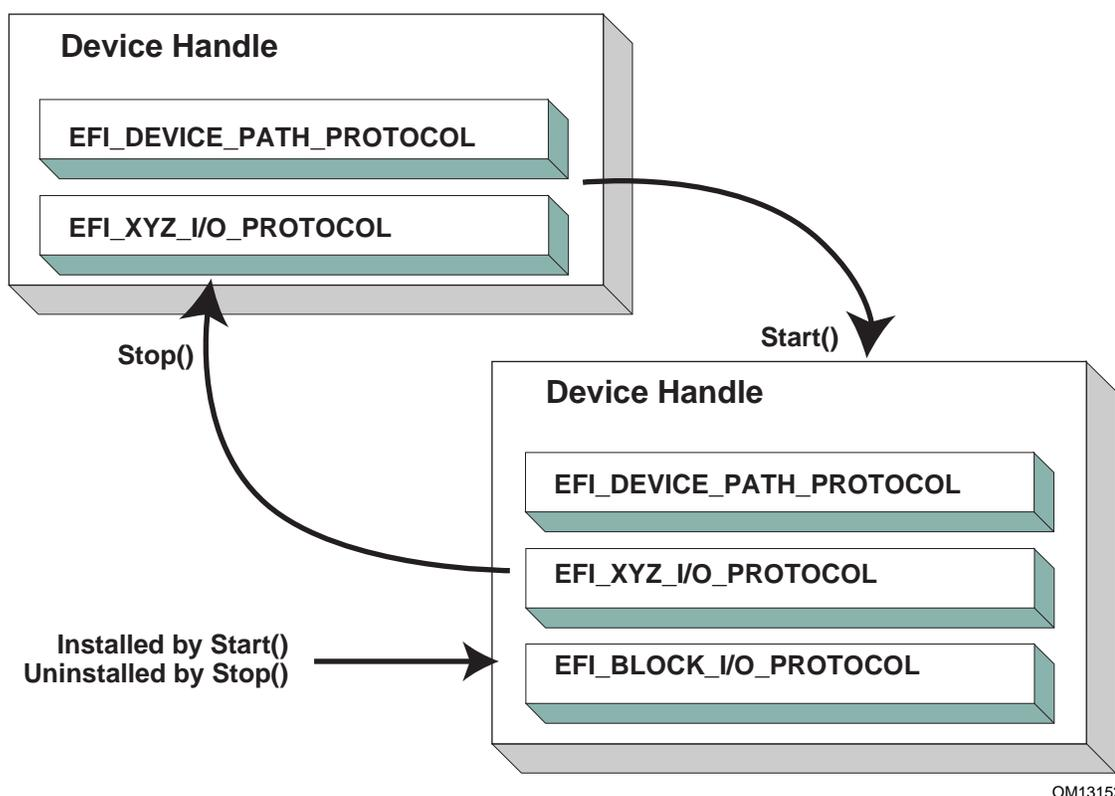 Device Handle
EFI_DEVICE_PATH_PROTOCOL
EFI_XYZ_I/O_PROTOCOL
Stop()
Start()
Device Handle
EFI_DEVICE_PATH_PROTOCOL
EFI_XYZ_I/O_PROTOCOL
EFI_BLOCK_I/O_PROTOCOL
Installed by Start()
Uninstalled by Stop()
OM13152